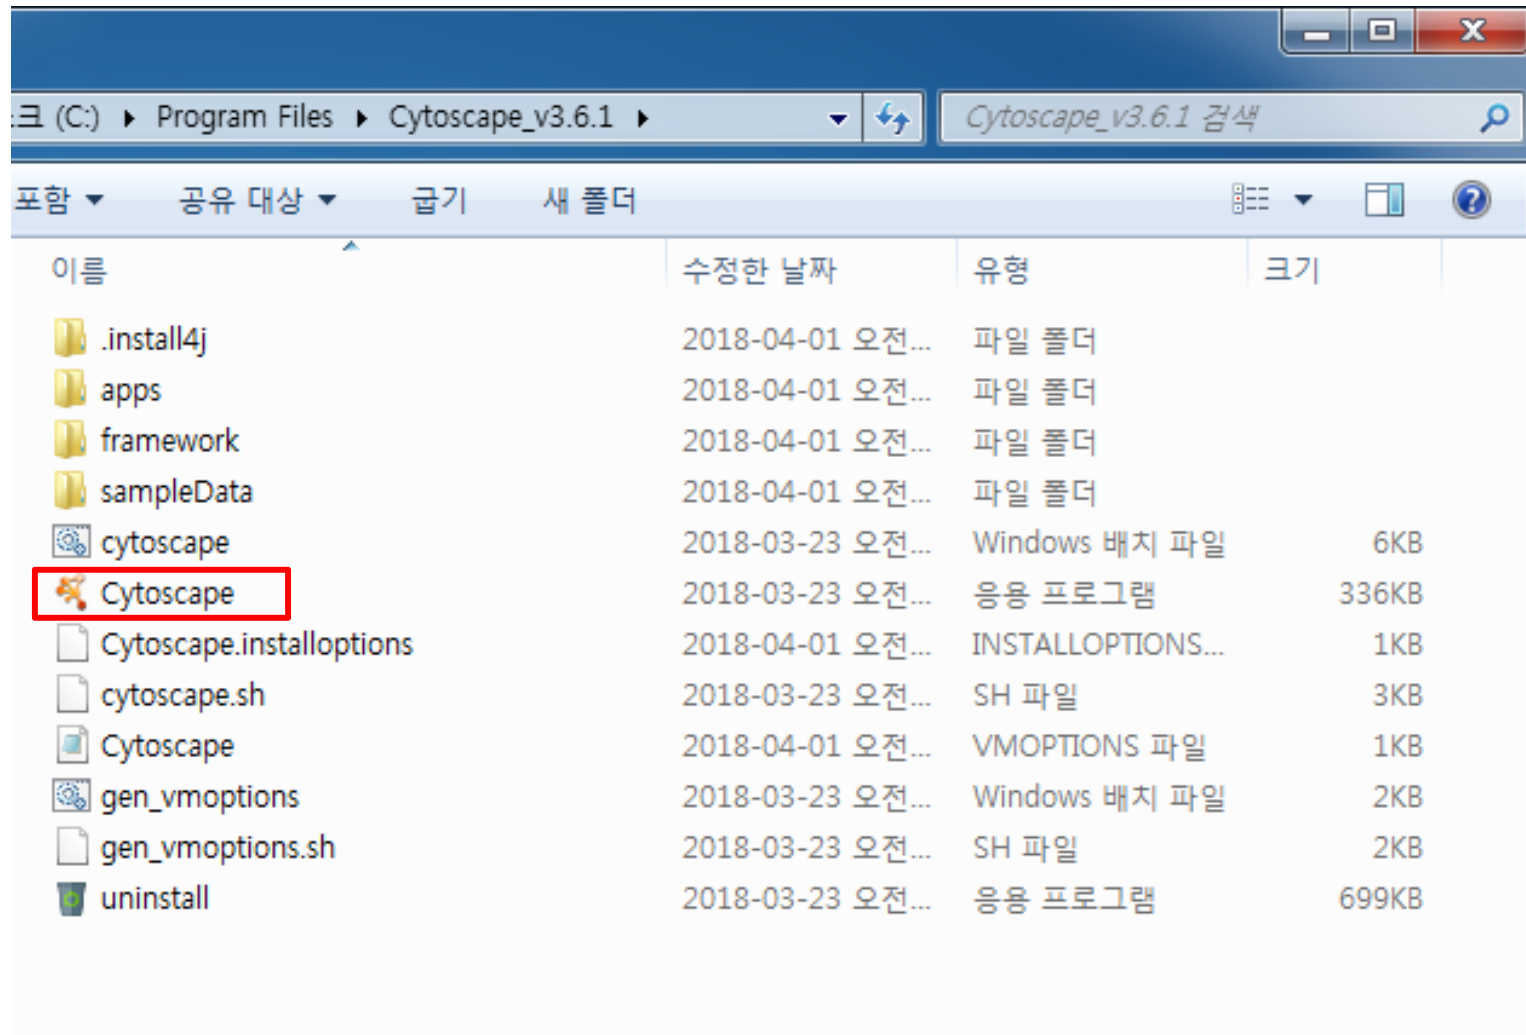 크 (C:) Program Files Cytoscape_v3.6.1 Cytoscape_v3.6.1 검색
포함 공유 대상 굽기 새 폴더
이름 수정한 날짜 유형 크기
.install4j 2018-04-01 오전... 파일 폴더
apps 2018-04-01 오전... 파일 폴더
framework 2018-04-01 오전... 파일 폴더
sampleData 2018-04-01 오전... 파일 폴더
cytoscape 2018-03-23 오전... Windows 배치 파일 6KB
Cytoscape 2018-03-23 오전... 응용 프로그램 336KB
Cytoscape.installoptions 2018-04-01 오전... INSTALLOPTIONS... 1KB
cytoscape.sh 2018-03-23 오전... SH 파일 3KB
Cytoscape 2018-04-01 오전... VMOPTIONS 파일 1KB
gen_vmoptions 2018-03-23 오전... Windows 배치 파일 2KB
gen_vmoptions.sh 2018-03-23 오전... SH 파일 2KB
uninstall 2018-03-23 오전... 응용 프로그램 699KB